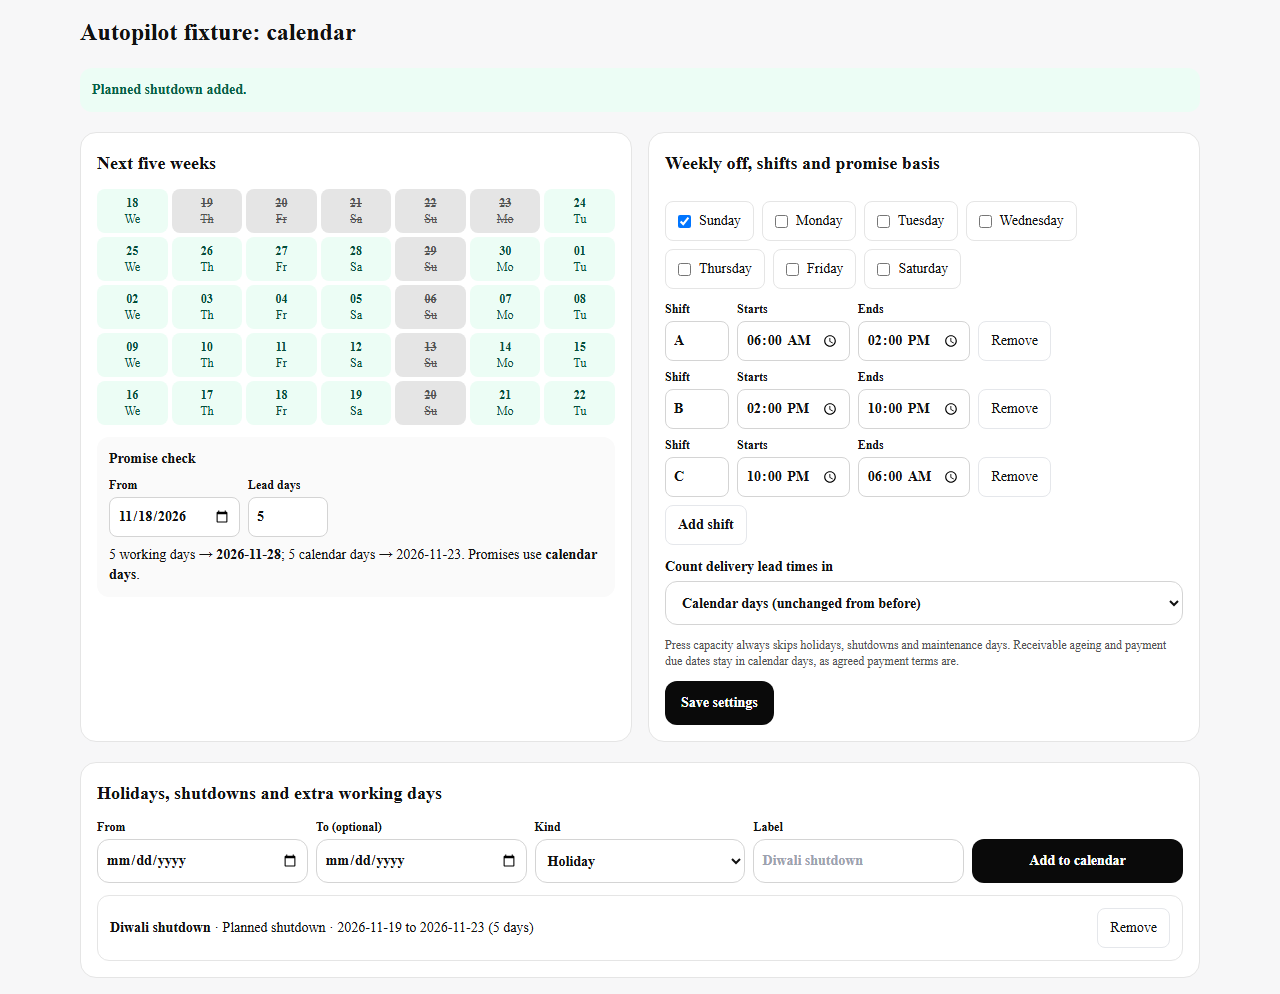 Autopilot fixture: calendar
Planned shutdown added.
Next five weeks
18 19 20 21 22 23 24
We Th Fr Sa Su Mo Tu
25 26 27 28 29 30 01
We Th Fr Sa Su Mo Tu
02 03 04 05 06 07 08
We Th Fr Sa Su Mo Tu
09 10 11 12 13 14 15
We Th Fr Sa Su Mo Tu
16 17 18 19 20 21 22
We Th Fr Sa Su Mo Tu
Promise check
From Lead days
11/18/2026 5
5 working days → 2026-11-28; 5 calendar days → 2026-11-23. Promises use calendar
days.
Weekly off, shifts and promise basis
Sunday Monday Tuesday Wednesday
Thursday Friday Saturday
Shift Starts Ends
A 06:00 AM 02:00 PM Remove
Shift Starts Ends
B 02:00 PM 10:00 PM Remove
Shift Starts Ends
C 10:00 PM 06:00 AM Remove
Add shift
Count delivery lead times in
Calendar days (unchanged from before)
Press capacity always skips holidays, shutdowns and maintenance days. Receivable ageing and payment
due dates stay in calendar days, as agreed payment terms are.
Save settings
Holidays, shutdowns and extra working days
From To (optional) Kind Label
mm/dd/yyyy mm/dd/yyyy Holiday Diwali shutdown Add to calendar
Diwali shutdown · Planned shutdown · 2026-11-19 to 2026-11-23 (5 days) Remove